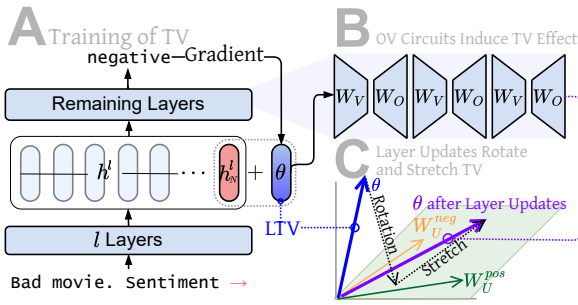 A Training of TV
negative—Gradient
Remaining Layers
h^l ··· h_N^l + θ
LTV
l Layers
Bad movie. Sentiment →
B OV Circuits Induce TV Effect
W_V W_O W_V W_O W_V W_O
C Layer Updates Rotate
and Stretch TV
θ
θ after Layer Updates
W_U^neg
Rotation
Stretch
W_U^pos